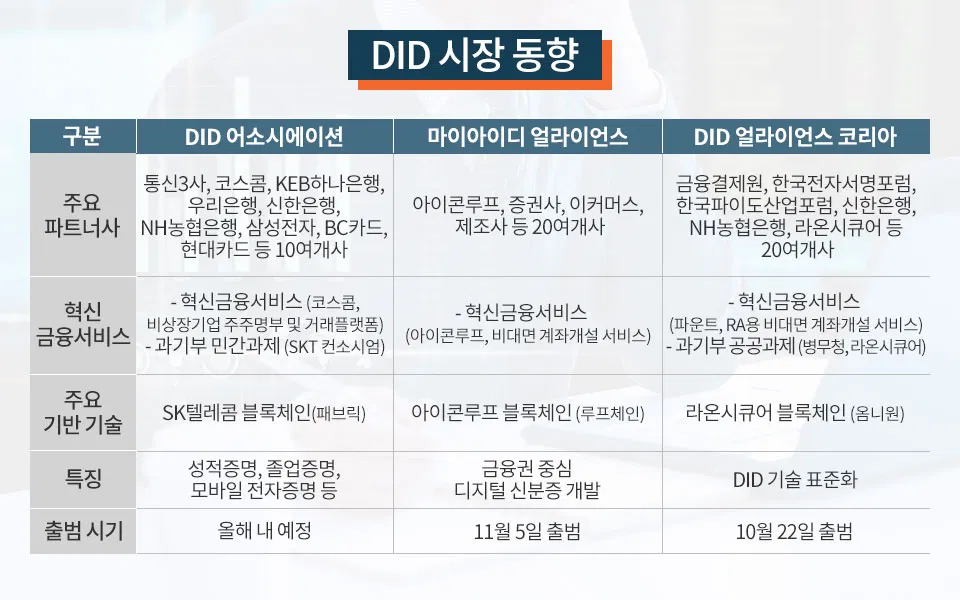 DID 시장 동향
구분
DID 어소시에이션
마이아이디 얼라이언스
DID 얼라이언스 코리아
주요
파트너사
통신3사, 코스콤, KEB하나은행,
우리은행, 신한은행,
NH농협은행, 삼성전자, BC카드,
현대카드 등 10여개사
아이콘루프, 증권사, 이커머스,
제조사 등 20여개사
금융결제원, 한국전자서명포럼,
한국파이도산업포럼, 신한은행,
NH농협은행, 라온시큐어 등
20여개사
혁신
금융서비스
- 혁신금융서비스 (코스콤,
비상장기업 주주명부 및 거래플랫폼)
- 과기부 민간과제 (SKT 컨소시엄)
- 혁신금융서비스
(아이콘루프, 비대면 계좌개설 서비스)
- 혁신금융서비스
(파운트, RA용 비대면 계좌개설 서비스)
- 과기부 공공과제 (병무청, 라온시큐어)
주요
기반 기술
SK텔레콤 블록체인(패브릭)
아이콘루프 블록체인 (루프체인)
라온시큐어 블록체인 (옴니원)
특징
성적증명, 졸업증명,
모바일 전자증명 등
금융권 중심
디지털 신분증 개발
DID 기술 표준화
출범 시기
올해 내 예정
11월 5일 출범
10월 22일 출범